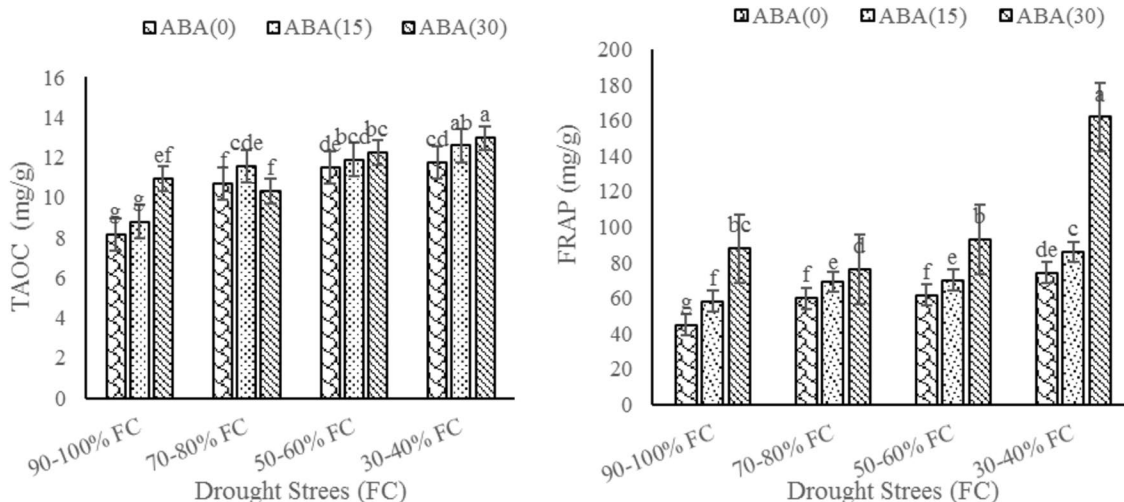 ABA(0) ABA(15) ABA(30)
TAOC (mg/g)
16
14
12
10
8
6
4
2
0
g g ef
f cde f
de bcd bc
cd ab a
90-100% FC
70-80% FC
50-60% FC
30-40% FC
Drought Strees (FC)
ABA(0) ABA(15) ABA(30)
FRAP (mg/g)
200
180
160
140
120
100
80
60
40
20
0
g f bc
f e d
f e b
de c a
90-100% FC
70-80% FC
50-60% FC
30-40% FC
Drought Strees (FC)